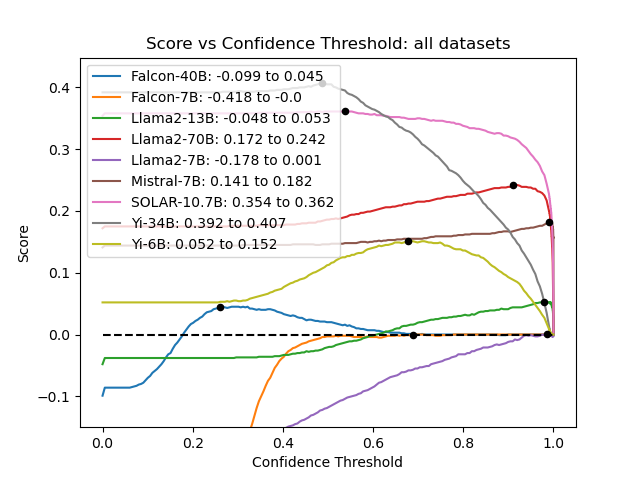 Score vs Confidence Threshold: all datasets
Falcon-40B: -0.099 to 0.045
Falcon-7B: -0.418 to -0.0
Llama2-13B: -0.048 to 0.053
Llama2-70B: 0.172 to 0.242
Llama2-7B: -0.178 to 0.001
Mistral-7B: 0.141 to 0.182
SOLAR-10.7B: 0.354 to 0.362
Yi-34B: 0.392 to 0.407
Yi-6B: 0.052 to 0.152
Score
0.4
0.3
0.2
0.1
0.0
−0.1
0.0 0.2 0.4 0.6 0.8 1.0
Confidence Threshold